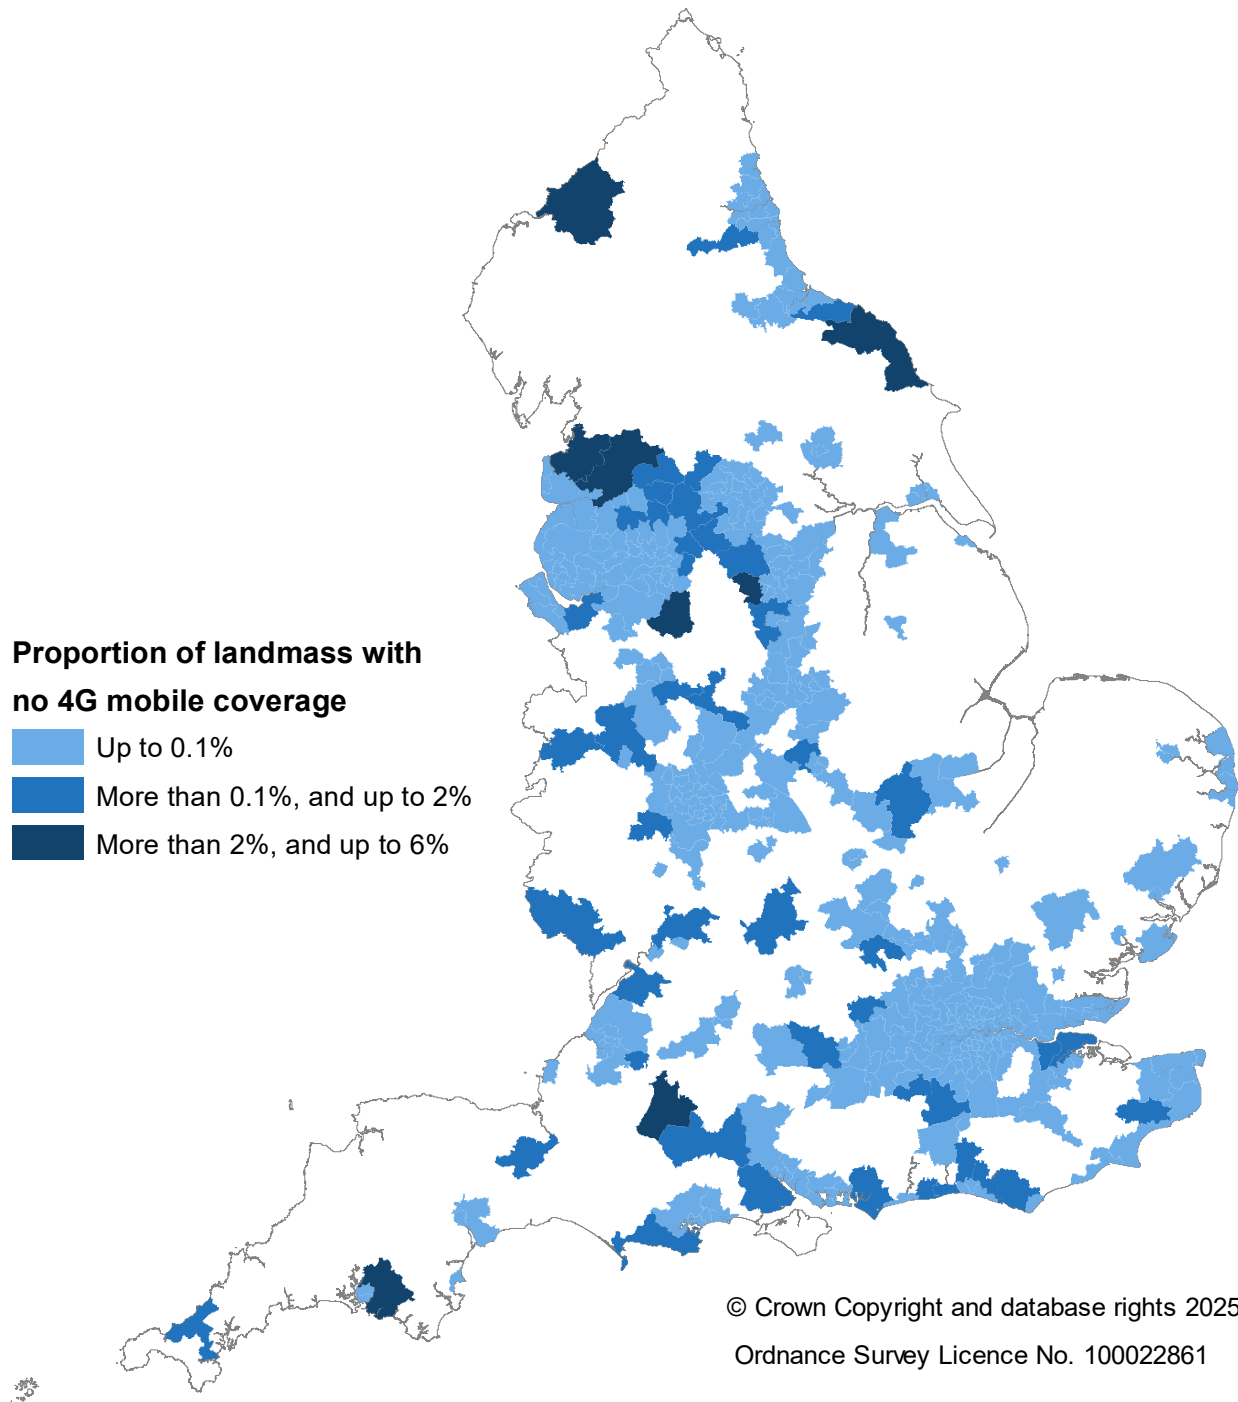 Proportion of landmass with
no 4G mobile coverage
Up to 0.1%
More than 0.1%, and up to 2%
More than 2%, and up to 6%
© Crown Copyright and database rights 2025
Ordnance Survey Licence No. 100022861